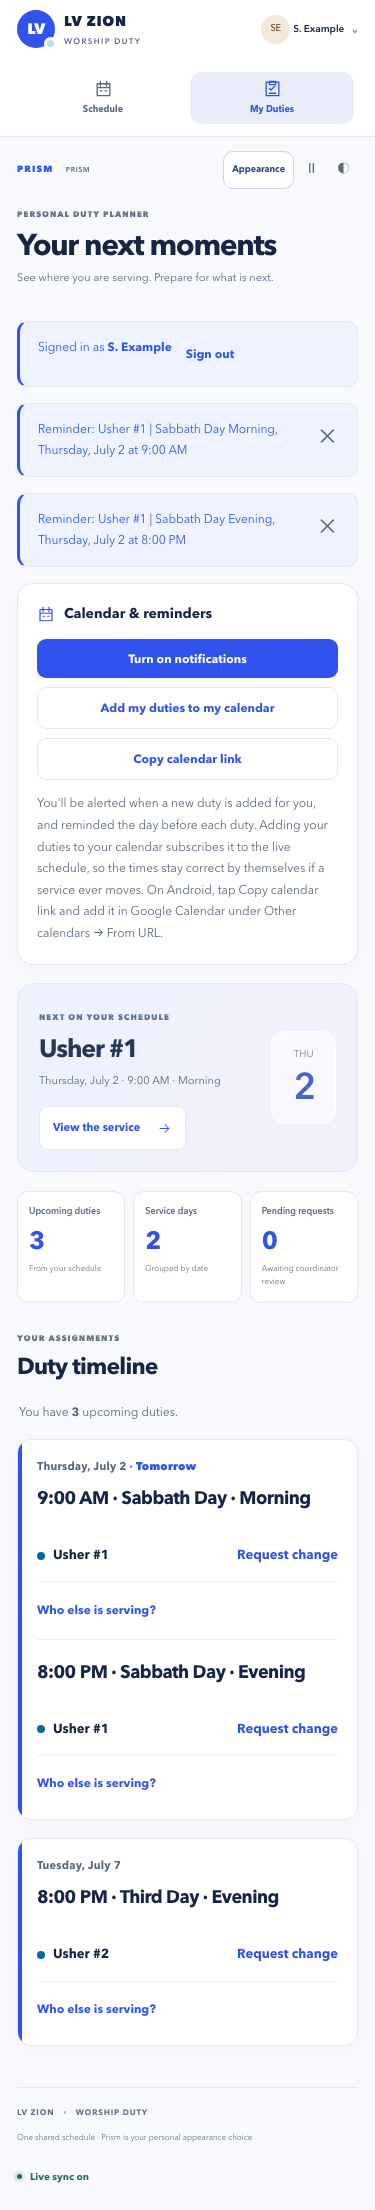 LV
LV ZION
WORSHIP DUTY
SE
S. Example
Schedule
My Duties
PRISM
PRISM
Appearance
PERSONAL DUTY PLANNER
Your next moments
See where you are serving. Prepare for what is next.
Signed in as S. Example
Sign out
Reminder: Usher #1 | Sabbath Day Morning,
Thursday, July 2 at 9:00 AM
Reminder: Usher #1 | Sabbath Day Evening,
Thursday, July 2 at 8:00 PM
Calendar & reminders
Turn on notifications
Add my duties to my calendar
Copy calendar link
You'll be alerted when a new duty is added for you,
and reminded the day before each duty. Adding your
duties to your calendar subscribes it to the live
schedule, so the times stay correct by themselves if a
service ever moves. On Android, tap Copy calendar
link and add it in Google Calendar under Other
calendars → From URL.
NEXT ON YOUR SCHEDULE
Usher #1
Thursday, July 2 · 9:00 AM · Morning
View the service →
THU
2
Upcoming duties
3
From your schedule
Service days
2
Grouped by date
Pending requests
0
Awaiting coordinator
review
YOUR ASSIGNMENTS
Duty timeline
You have 3 upcoming duties.
Thursday, July 2 · Tomorrow
9:00 AM · Sabbath Day · Morning
Usher #1
Request change
Who else is serving?
8:00 PM · Sabbath Day · Evening
Usher #1
Request change
Who else is serving?
Tuesday, July 7
8:00 PM · Third Day · Evening
Usher #2
Request change
Who else is serving?
LV ZION • WORSHIP DUTY
One shared schedule · Prism is your personal appearance choice
Live sync on